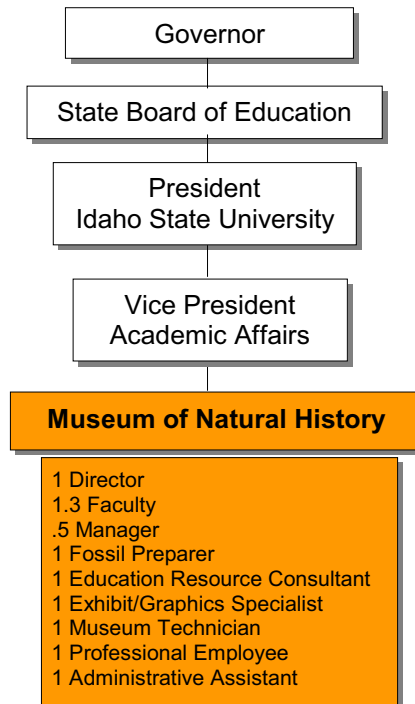 Governor
State Board of Education
President
Idaho State University
Vice President
Academic Affairs
Museum of Natural History
1 Director
1.3 Faculty
.5 Manager
1 Fossil Preparer
1 Education Resource Consultant
1 Exhibit/Graphics Specialist
1 Museum Technician
1 Professional Employee
1 Administrative Assistant